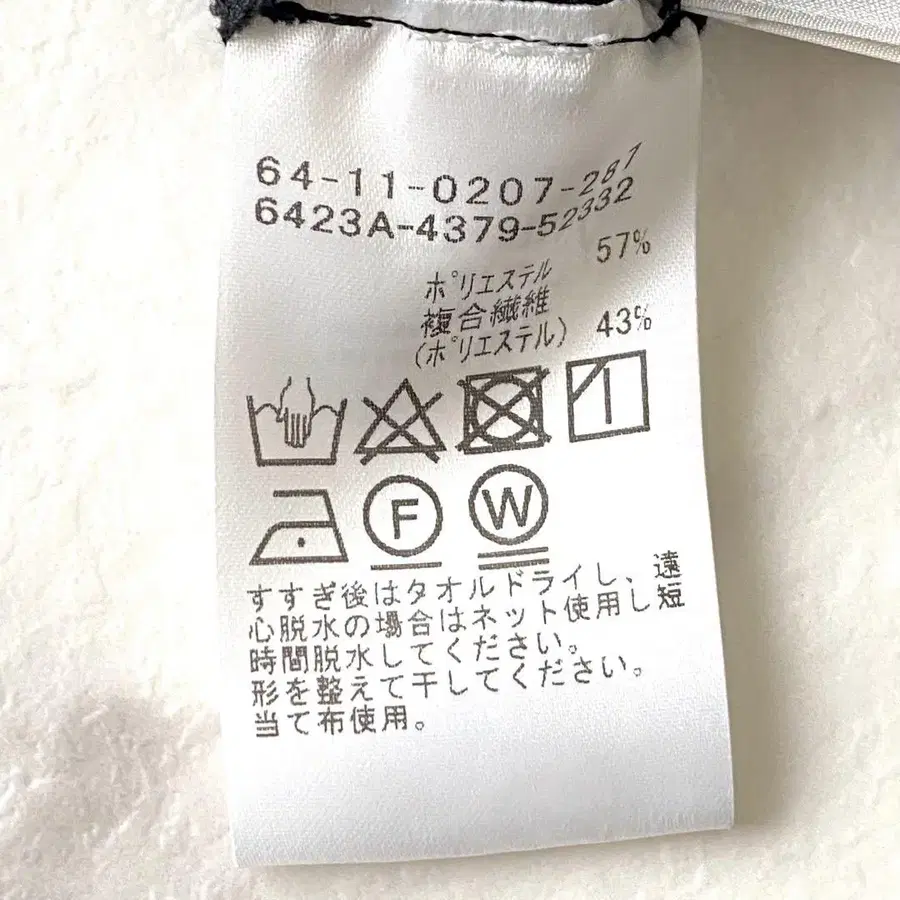 64-11-0207-287
6423A-4379-52332
57%
ポリエステル
複合繊維
(ポリエステル) 43%
F W
すすぎ後はタオルドライし、遠
心脱水の場合はネット使用し短
時間脱水してください。
形を整えて干してください。
当て布使用。